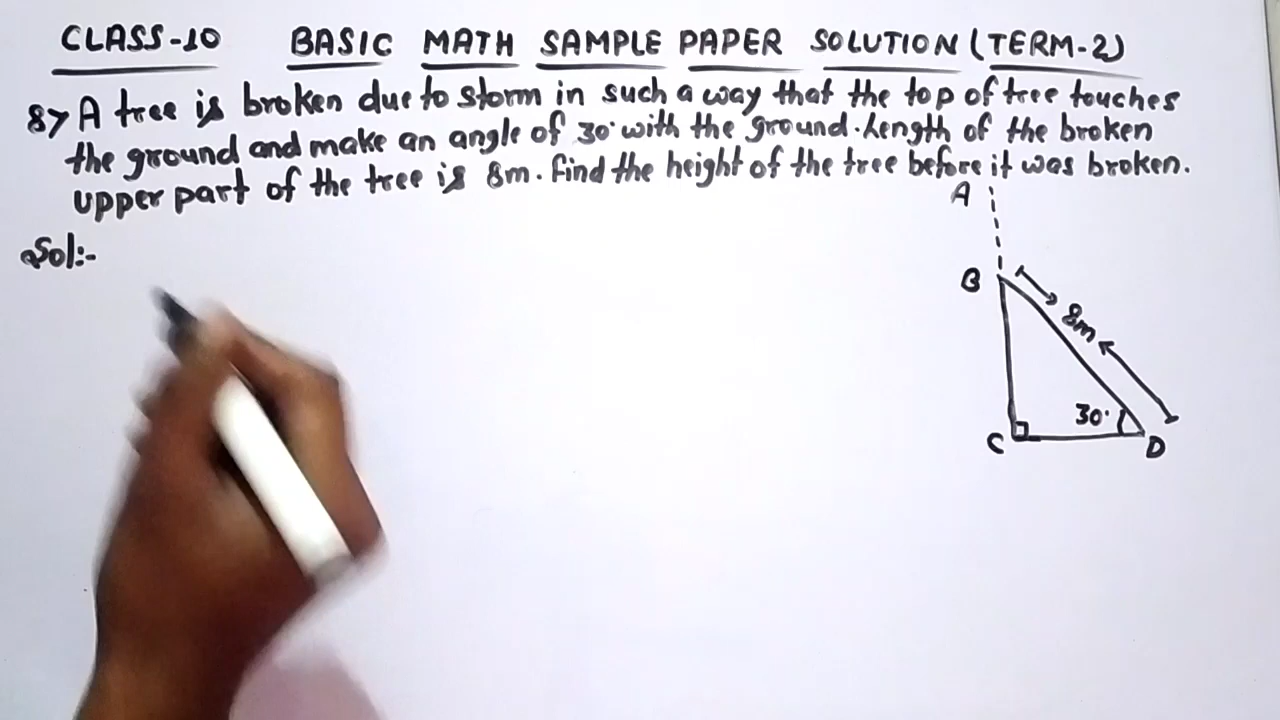 CLASS-10 BASIC MATH SAMPLE PAPER SOLUTION (TERM-2)
8> A tree is broken due to storm in such a way that the top of tree touches
the ground and make an angle of 30° with the ground. Length of the broken
upper part of the tree is 8m. Find the height of the tree before it was broken.
Sol:-
A
B
8m
30°
C
D